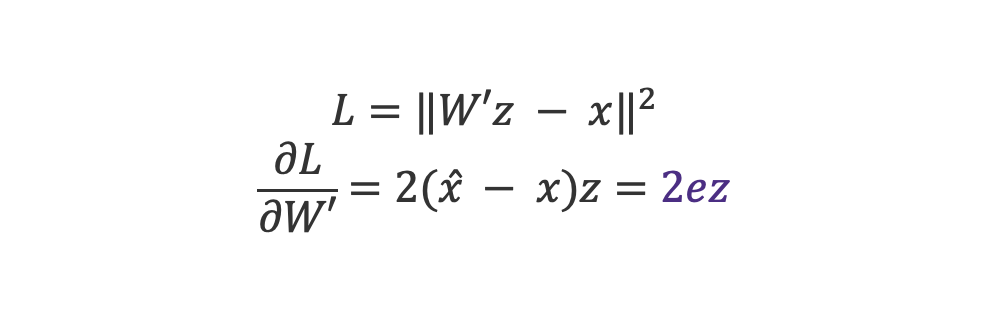 L = ‖W′z − x‖²
∂L/∂W′ = 2(x̂ − x)z = 2ez